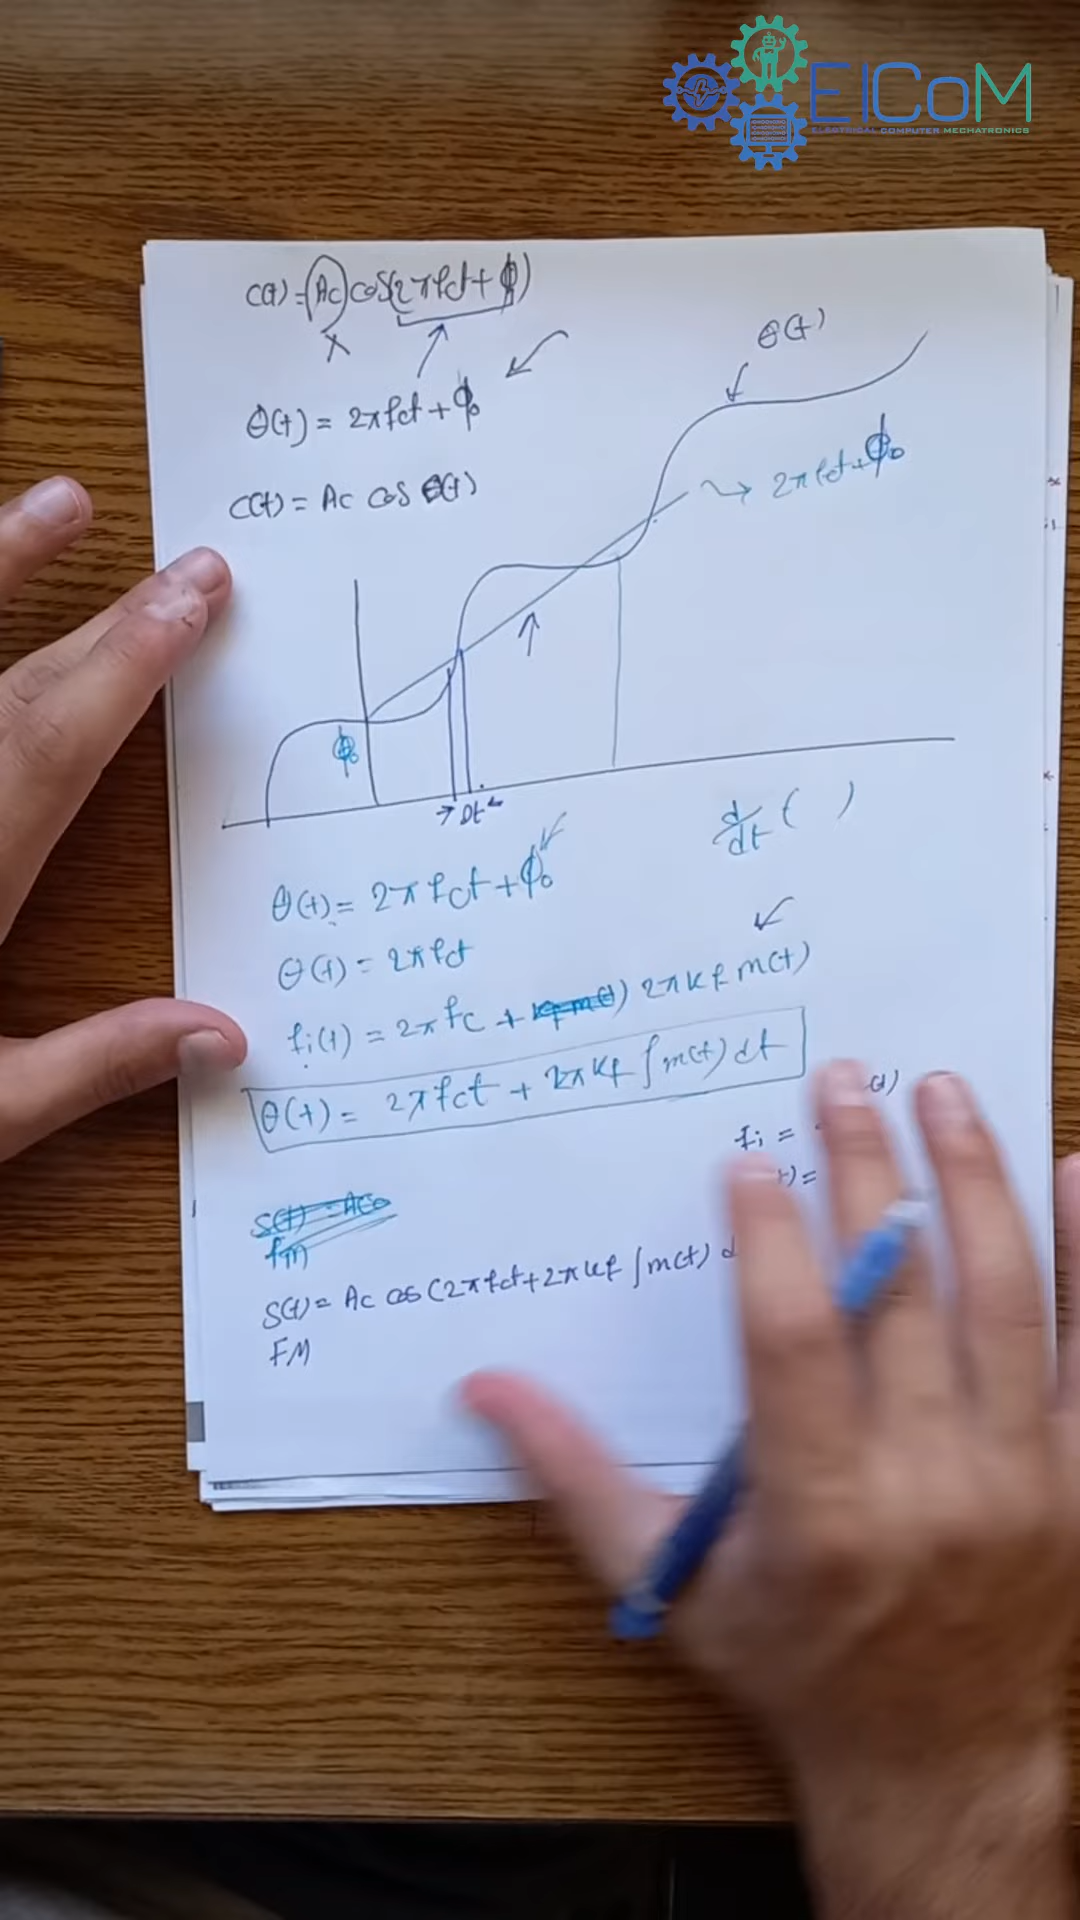 EICoM
ELECTRICAL COMPUTER MECHATRONICS
C(t) = Ac cos(2πfct + ϕ)
X
θ(t) = 2πfct + ϕ₀
C(t) = Ac cos θ(t)
θ(t)
2πfct + ϕ₀
ϕ₀
Dt
d/dt ( )
θ(t) = 2πfct + ϕ₀
θ(t) = 2πfct
fi(t) = 2πfc + 2πkf m(t)
θ(t) = 2πfct + 2πkf ∫m(t) dt
fi =
S(t) = Ac cos(2πfct + 2πkf ∫m(t) d
FM